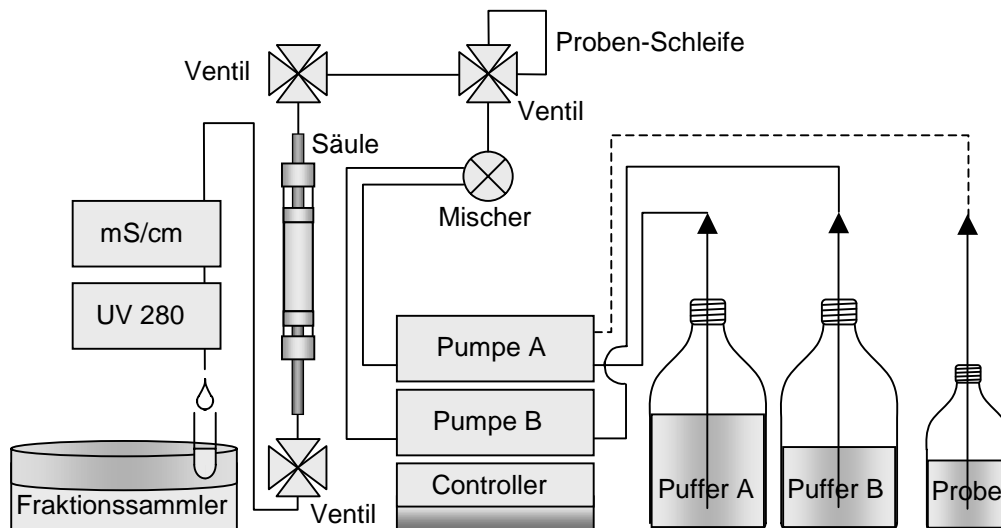 Proben-Schleife
Ventil
Ventil
Säule
Mischer
mS/cm
UV 280
Pumpe A
Pumpe B
Controller
Puffer A
Puffer B
Probe
Fraktionssammler
Ventil